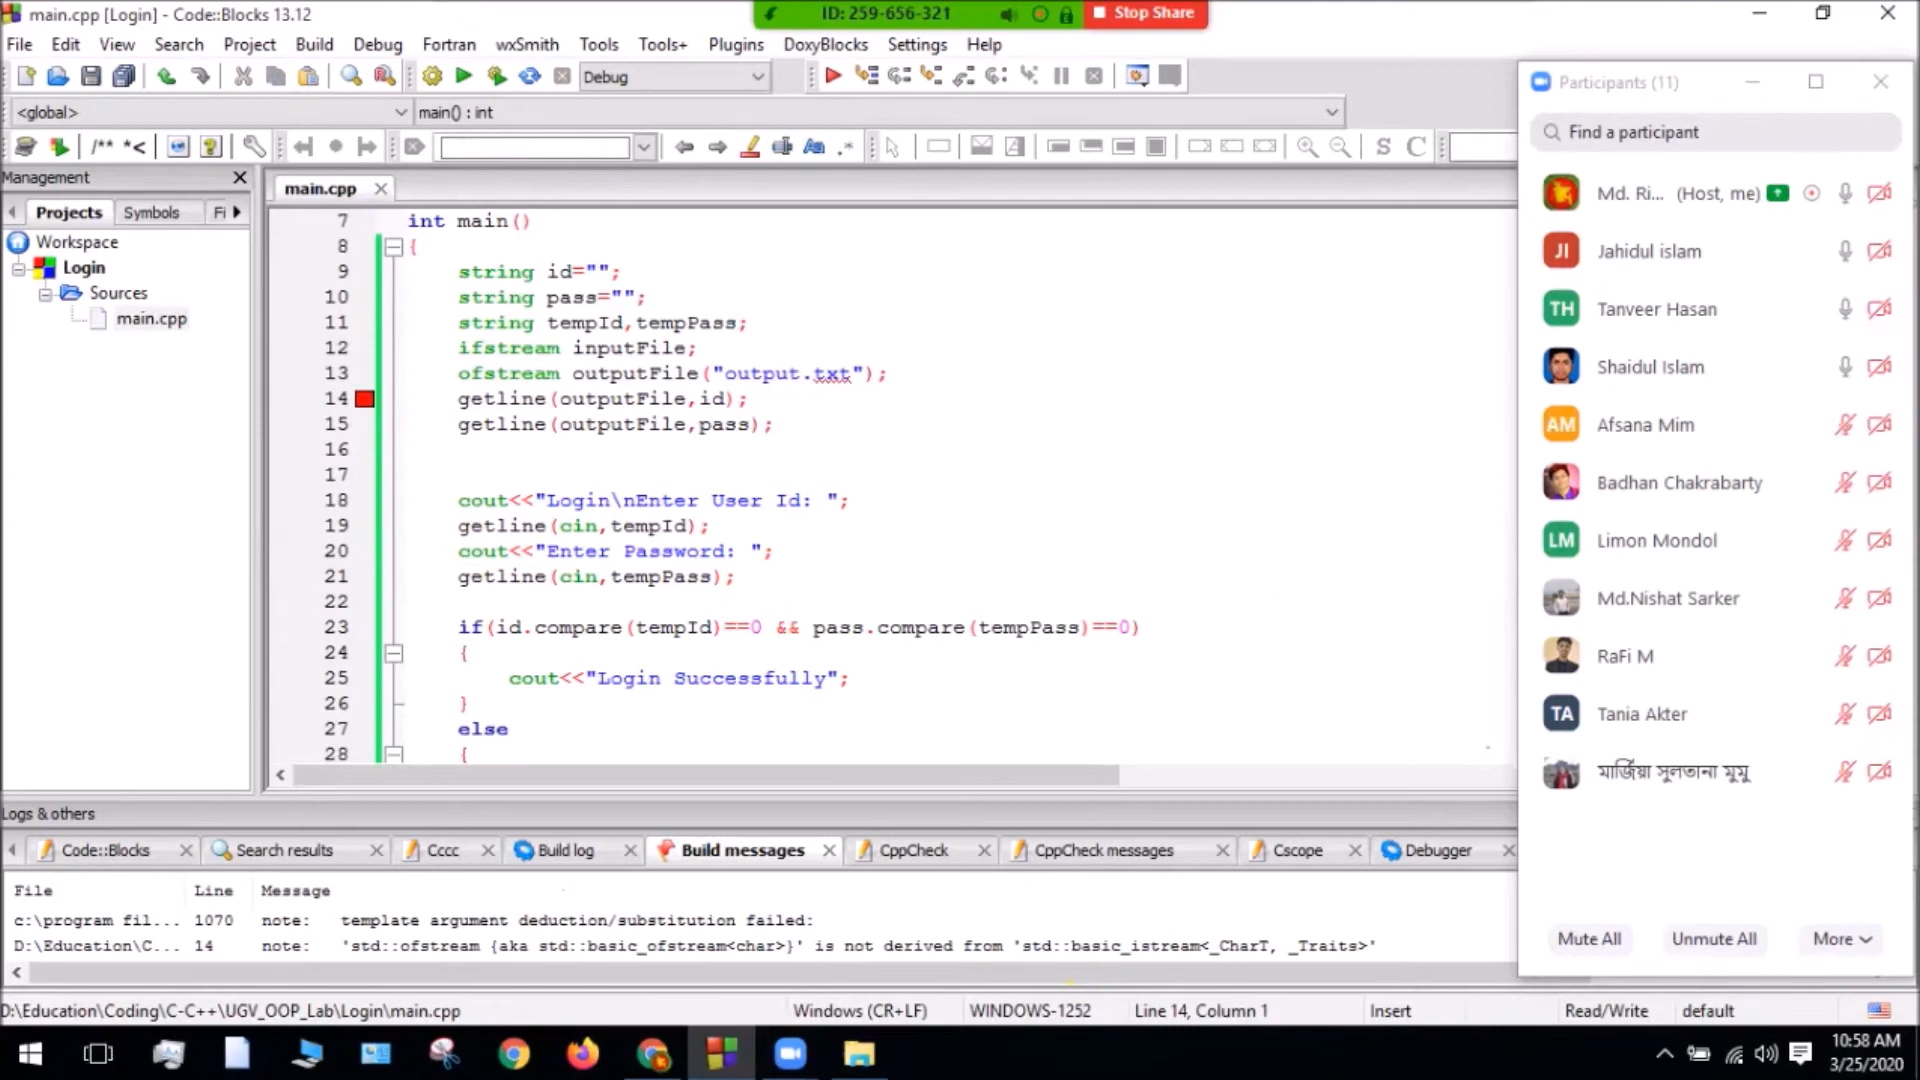 main.cpp [Login] - Code::Blocks 13.12
ID: 259-656-321
Stop Share
File Edit View Search Project Build Debug Fortran wxSmith Tools Tools+ Plugins DoxyBlocks Settings Help
Debug
<global>
main() : int
/** *<
.*
S C
Management
Projects
Symbols
Fi
Workspace
Login
Sources
main.cpp
main.cpp
7 int main()
8 {
9 string id="";
10 string pass="";
11 string tempId,tempPass;
12 ifstream inputFile;
13 ofstream outputFile("output.txt");
14 getline(outputFile,id);
15 getline(outputFile,pass);
16
17
18 cout<<"Login\nEnter User Id: ";
19 getline(cin,tempId);
20 cout<<"Enter Password: ";
21 getline(cin,tempPass);
22
23 if(id.compare(tempId)==0 && pass.compare(tempPass)==0)
24 {
25 cout<<"Login Successfully";
26 }
27 else
28 {
Logs & others
Code::Blocks
Search results
Cccc
Build log
Build messages
CppCheck
CppCheck messages
Cscope
Debugger
File Line Message
c:\program fil... 1070 note: template argument deduction/substitution failed:
D:\Education\C... 14 note: 'std::ofstream {aka std::basic_ofstream<char>}' is not derived from 'std::basic_istream<_CharT, _Traits>'
D:\Education\Coding\C-C++\UGV_OOP_Lab\Login\main.cpp
Windows (CR+LF)
WINDOWS-1252
Line 14, Column 1
Insert
Read/Write
default
Participants (11)
Find a participant
Md. Ri... (Host, me)
JI Jahidul islam
TH Tanveer Hasan
Shaidul Islam
AM Afsana Mim
Badhan Chakrabarty
LM Limon Mondol
Md.Nishat Sarker
RaFi M
TA Tania Akter
মার্জিয়া সুলতানা মুমু
Mute All
Unmute All
More
10:58 AM
3/25/2020